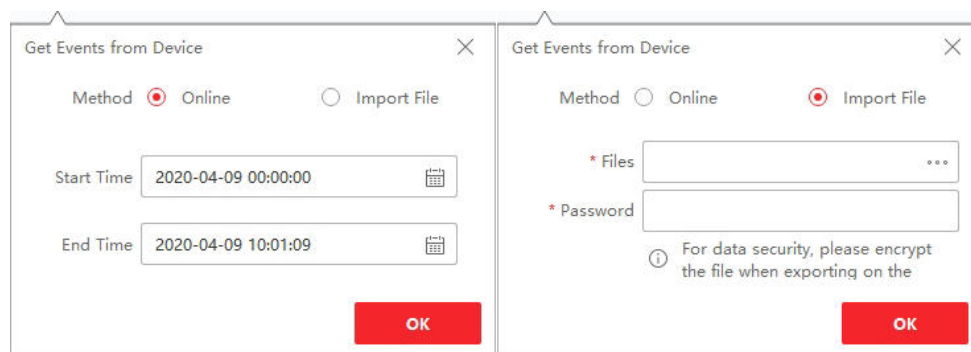 Get Events from Device
Method Online Import File
Start Time 2020-04-09 00:00:00
End Time 2020-04-09 10:01:09
OK
Get Events from Device
Method Online Import File
* Files
* Password
For data security, please encrypt
the file when exporting on the
OK